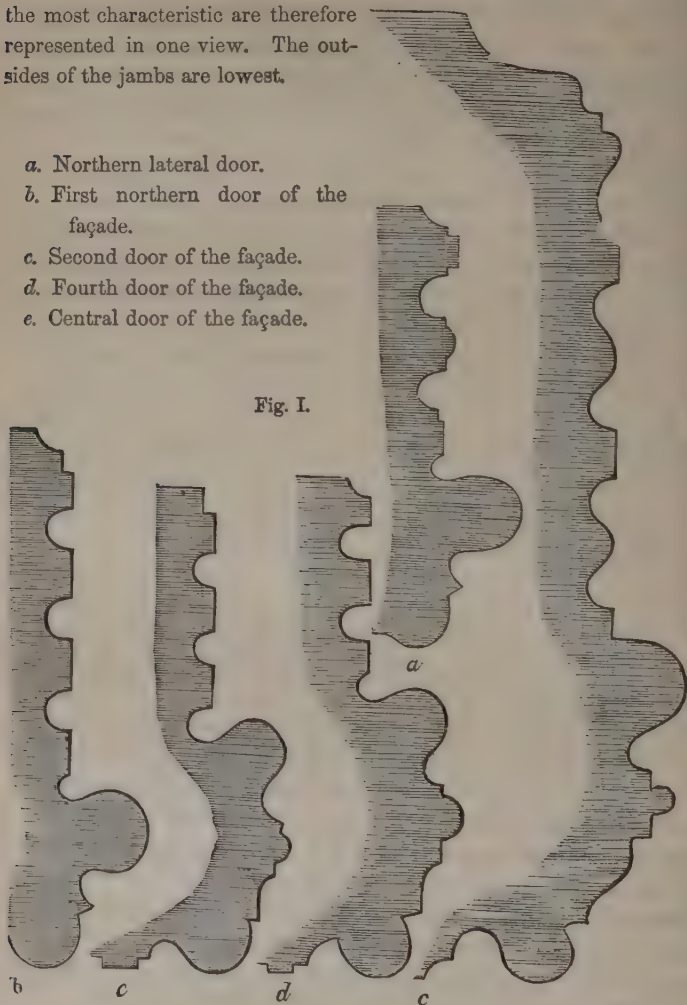 the most characteristic are therefore
represented in one view. The out-
sides of the jambs are lowest.
a. Northern lateral door.
b. First northern door of the
façade.
c. Second door of the façade.
d. Fourth door of the façade.
e. Central door of the façade.
Fig. I.
a
b
c
d
c